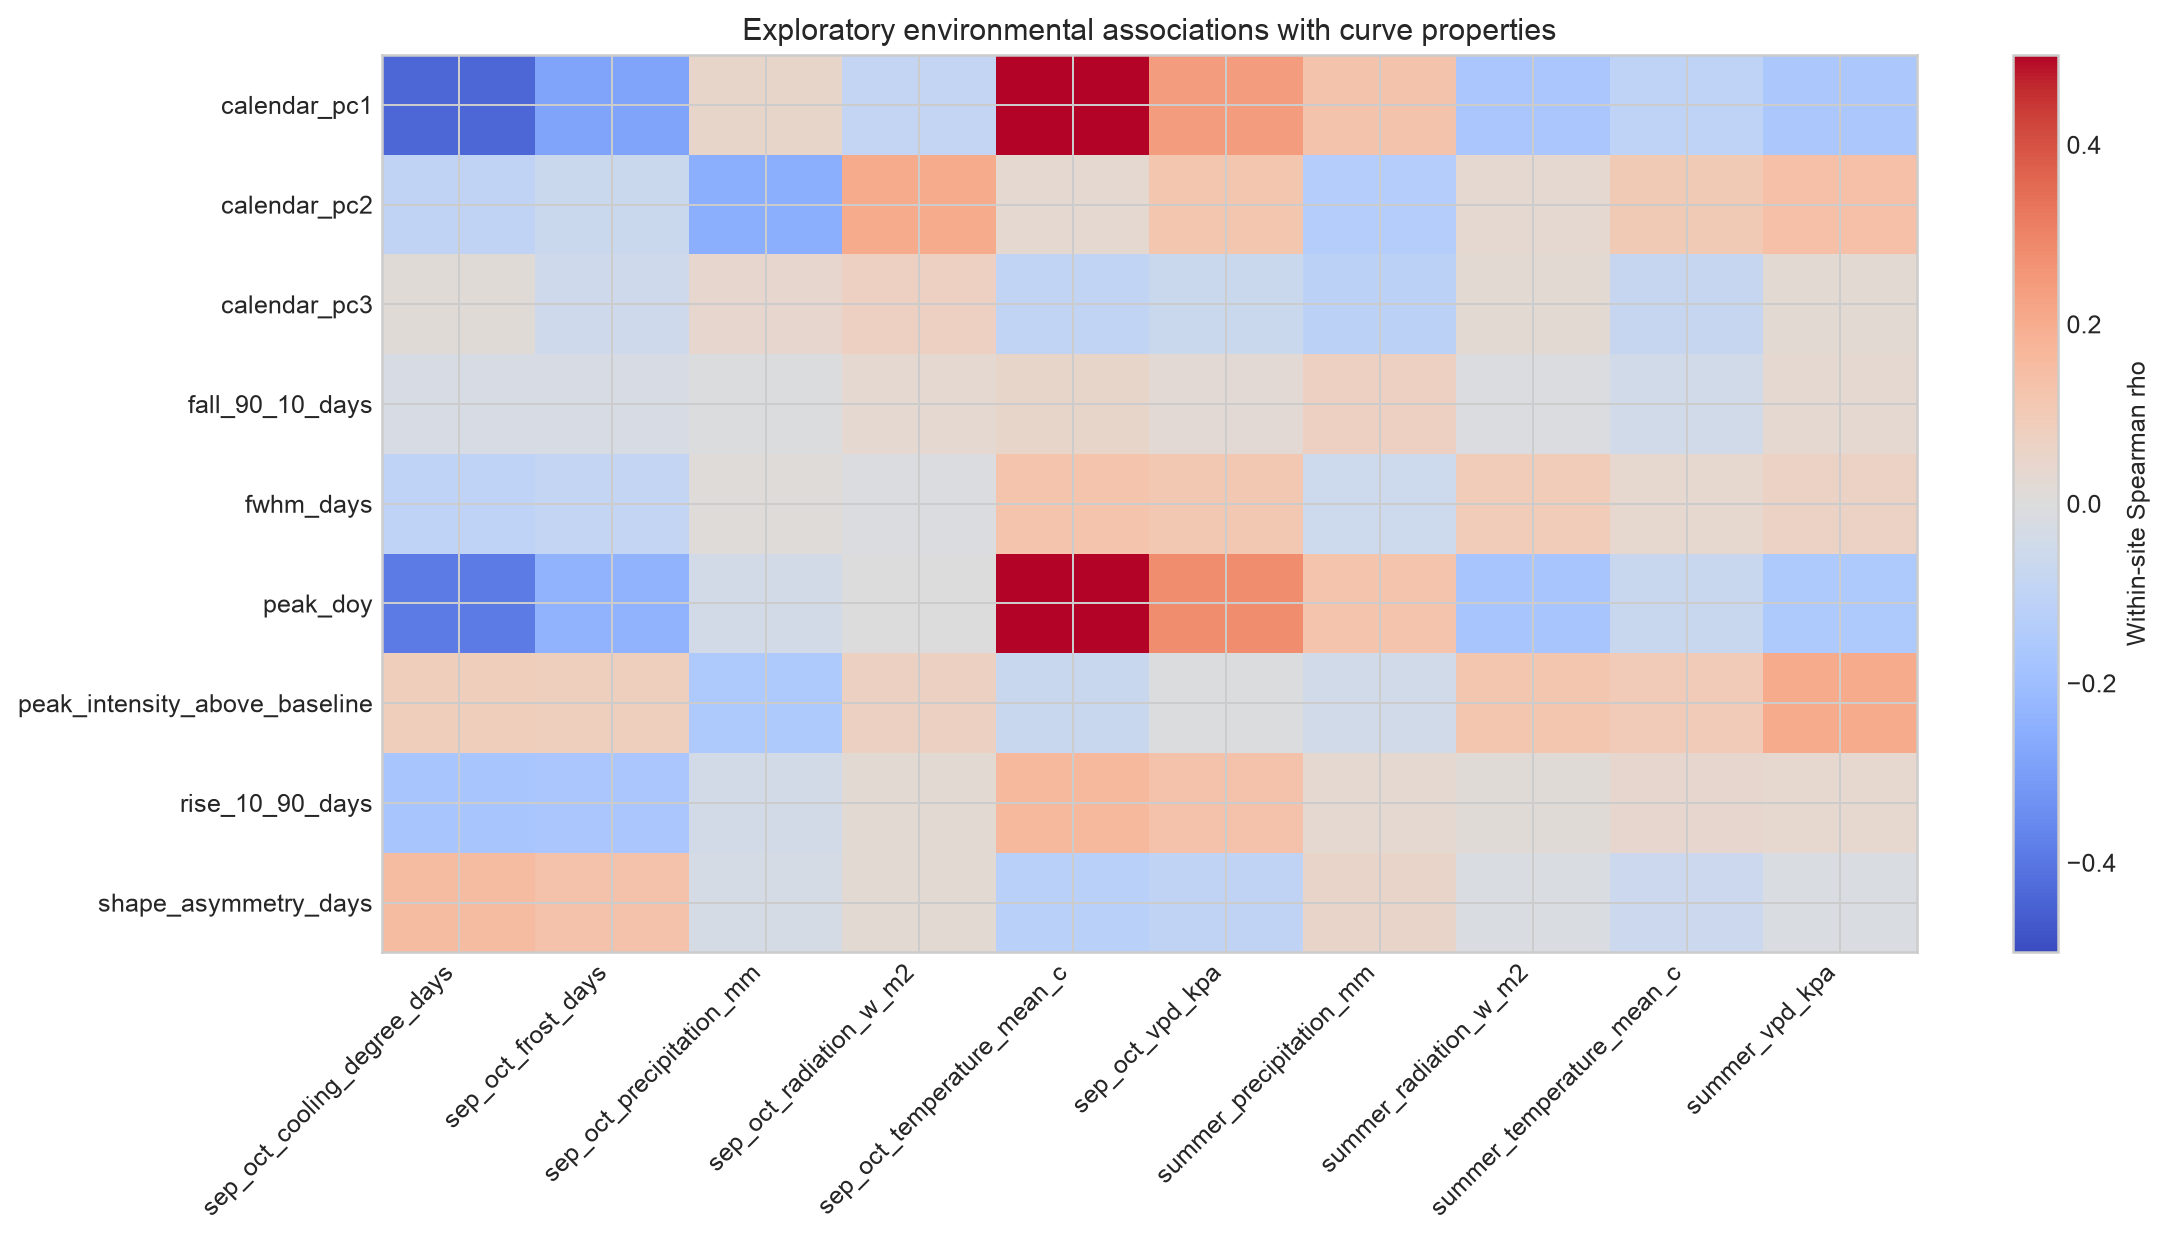 Exploratory environmental associations with curve properties
calendar_pc1
calendar_pc2
calendar_pc3
fall_90_10_days
fwhm_days
peak_doy
peak_intensity_above_baseline
rise_10_90_days
shape_asymmetry_days
sep_oct_cooling_degree_days
sep_oct_frost_days
sep_oct_precipitation_mm
sep_oct_radiation_w_m2
sep_oct_temperature_mean_c
sep_oct_vpd_kpa
summer_precipitation_mm
summer_radiation_w_m2
summer_temperature_mean_c
summer_vpd_kpa
0.4
0.2
0.0
−0.2
−0.4
Within-site Spearman rho